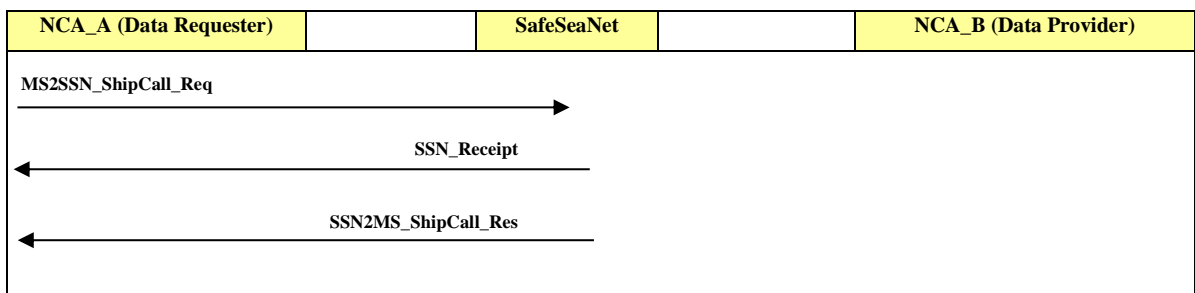 NCA_A (Data Requester) SafeSeaNet NCA_B (Data Provider)
MS2SSN_ShipCall_Req
SSN_Receipt
SSN2MS_ShipCall_Res